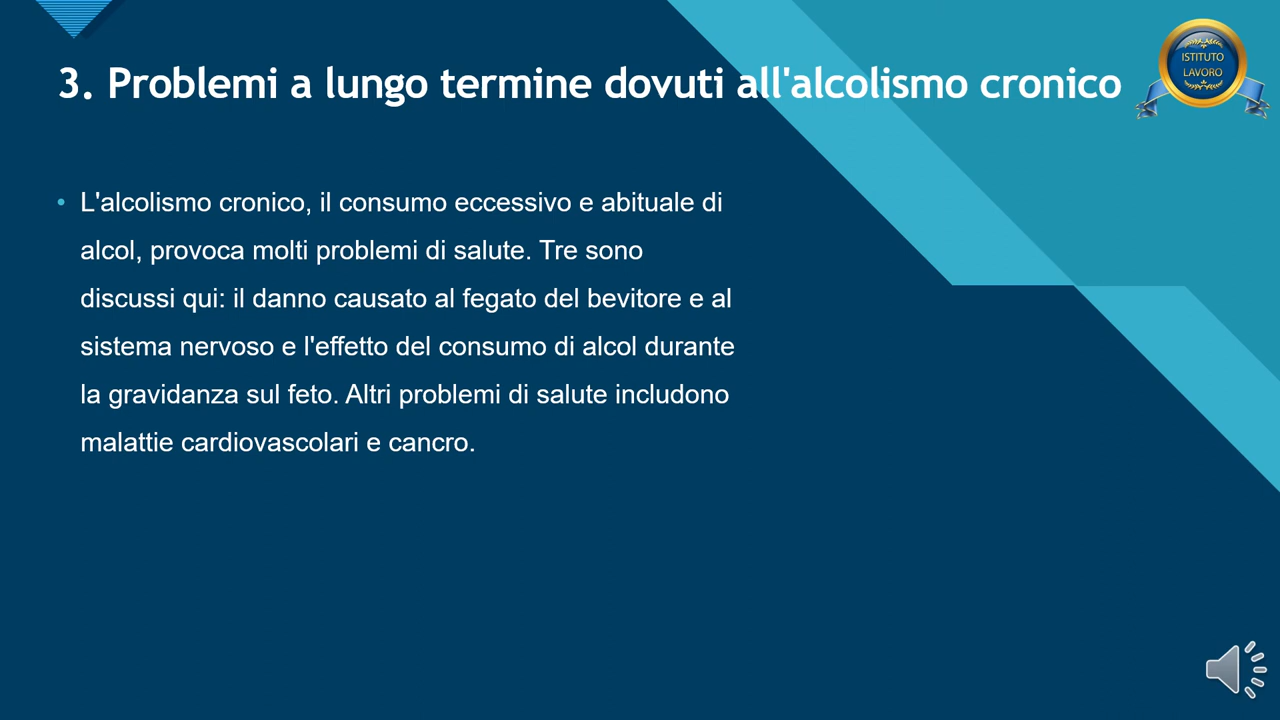 3. Problemi a lungo termine dovuti all'alcolismo cronico
ISTITUTO
LAVORO
• L'alcolismo cronico, il consumo eccessivo e abituale di
alcol, provoca molti problemi di salute. Tre sono
discussi qui: il danno causato al fegato del bevitore e al
sistema nervoso e l'effetto del consumo di alcol durante
la gravidanza sul feto. Altri problemi di salute includono
malattie cardiovascolari e cancro.